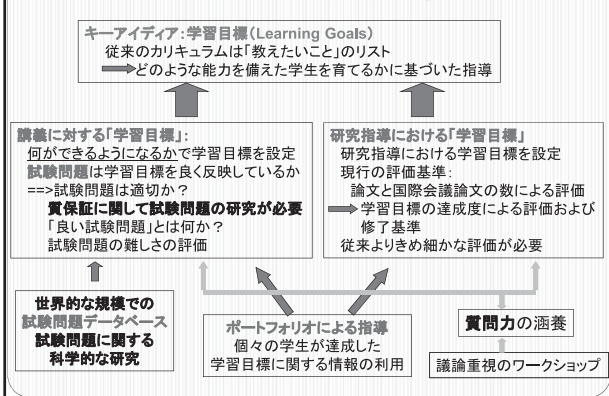 キーアイディア：学習目標（Learning Goals）
従来のカリキュラムは「教えたいこと」のリスト
どのような能力を備えた学生を育てるかに基づいた指導
講義に対する「学習目標」：
何ができるようになるかで学習目標を設定
試験問題は学習目標を良く反映しているか
==>試験問題は適切か？
質保証に関して試験問題の研究が必要
「良い試験問題」とは何か？
試験問題の難しさの評価
研究指導における「学習目標」
研究指導における学習目標を設定
現行の評価基準：
論文と国際会議論文の数による評価
学習目標の達成度による評価および
修了基準
従来よりきめ細かな評価が必要
世界的な規模での
試験問題データベース
試験問題に関する
科学的な研究
ポートフォリオによる指導
個々の学生が達成した
学習目標に関する情報の利用
質問力の涵養
議論重視のワークショップ